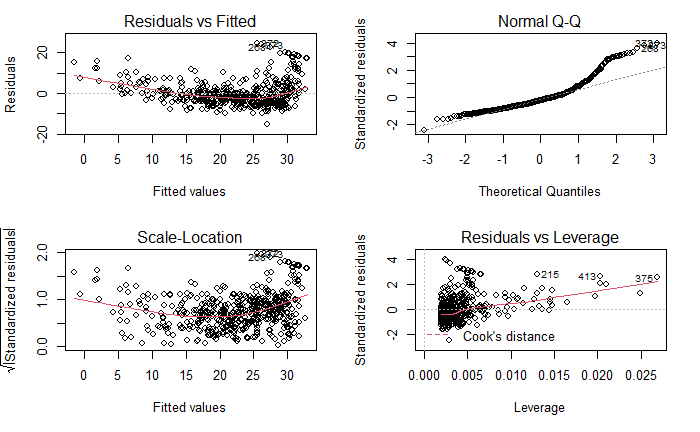 Residuals vs Fitted
Residuals
20
0
-20
372
0 5 10 15 20 25 30
Fitted values
Normal Q-Q
Standardized residuals
4
2
0
-2
-3 -2 -1 0 1 2 3
Theoretical Quantiles
Scale-Location
√|Standardized residuals|
2.0
1.0
0.0
0 5 10 15 20 25 30
Fitted values
Residuals vs Leverage
Standardized residuals
4
2
0
-2
215
413
375
Cook's distance
0.000 0.005 0.010 0.015 0.020 0.025
Leverage